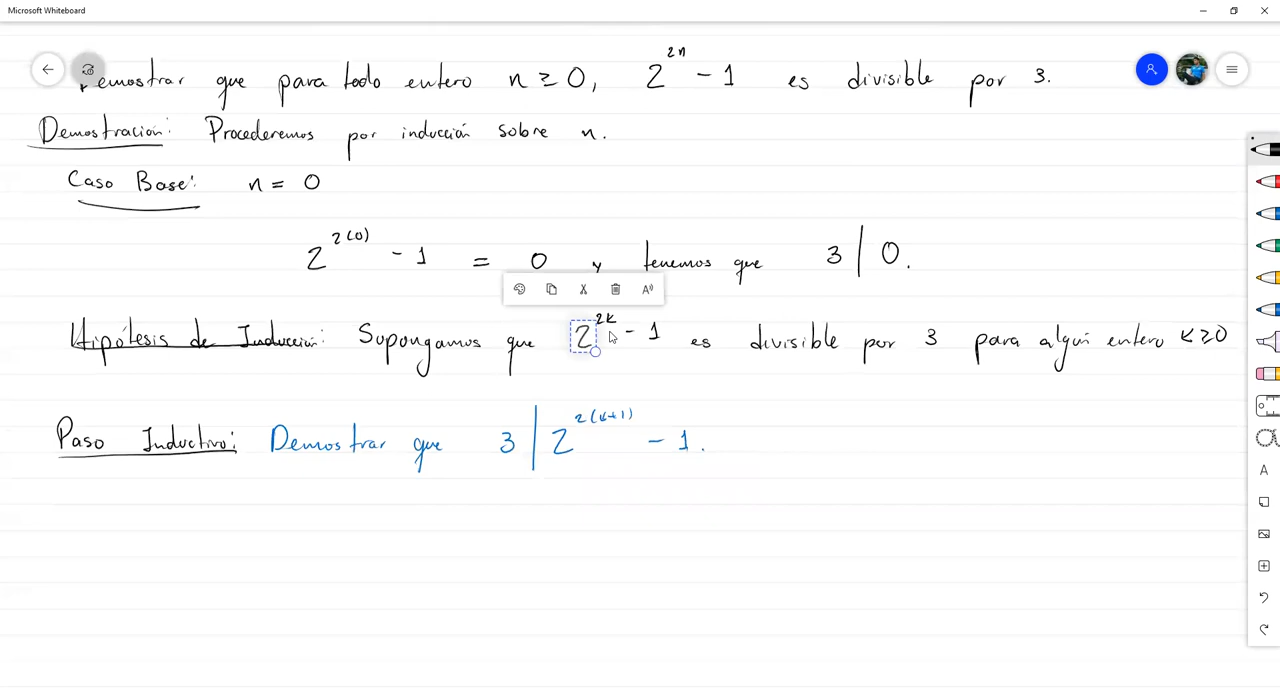 Microsoft Whiteboard
Demostrar que para todo entero n ≥ 0, 2^{2n} - 1 es divisible por 3.
Demostración: Procederemos por inducción sobre n.
Caso Base: n = 0
2^{2(0)} - 1 = 0 y tenemos que 3 | 0.
Hipótesis de Inducción: Supongamos que 2^{2k} - 1 es divisible por 3 para algún entero k ≥ 0
Paso Inductivo: Demostrar que 3 | 2^{2(k+1)} - 1.
A